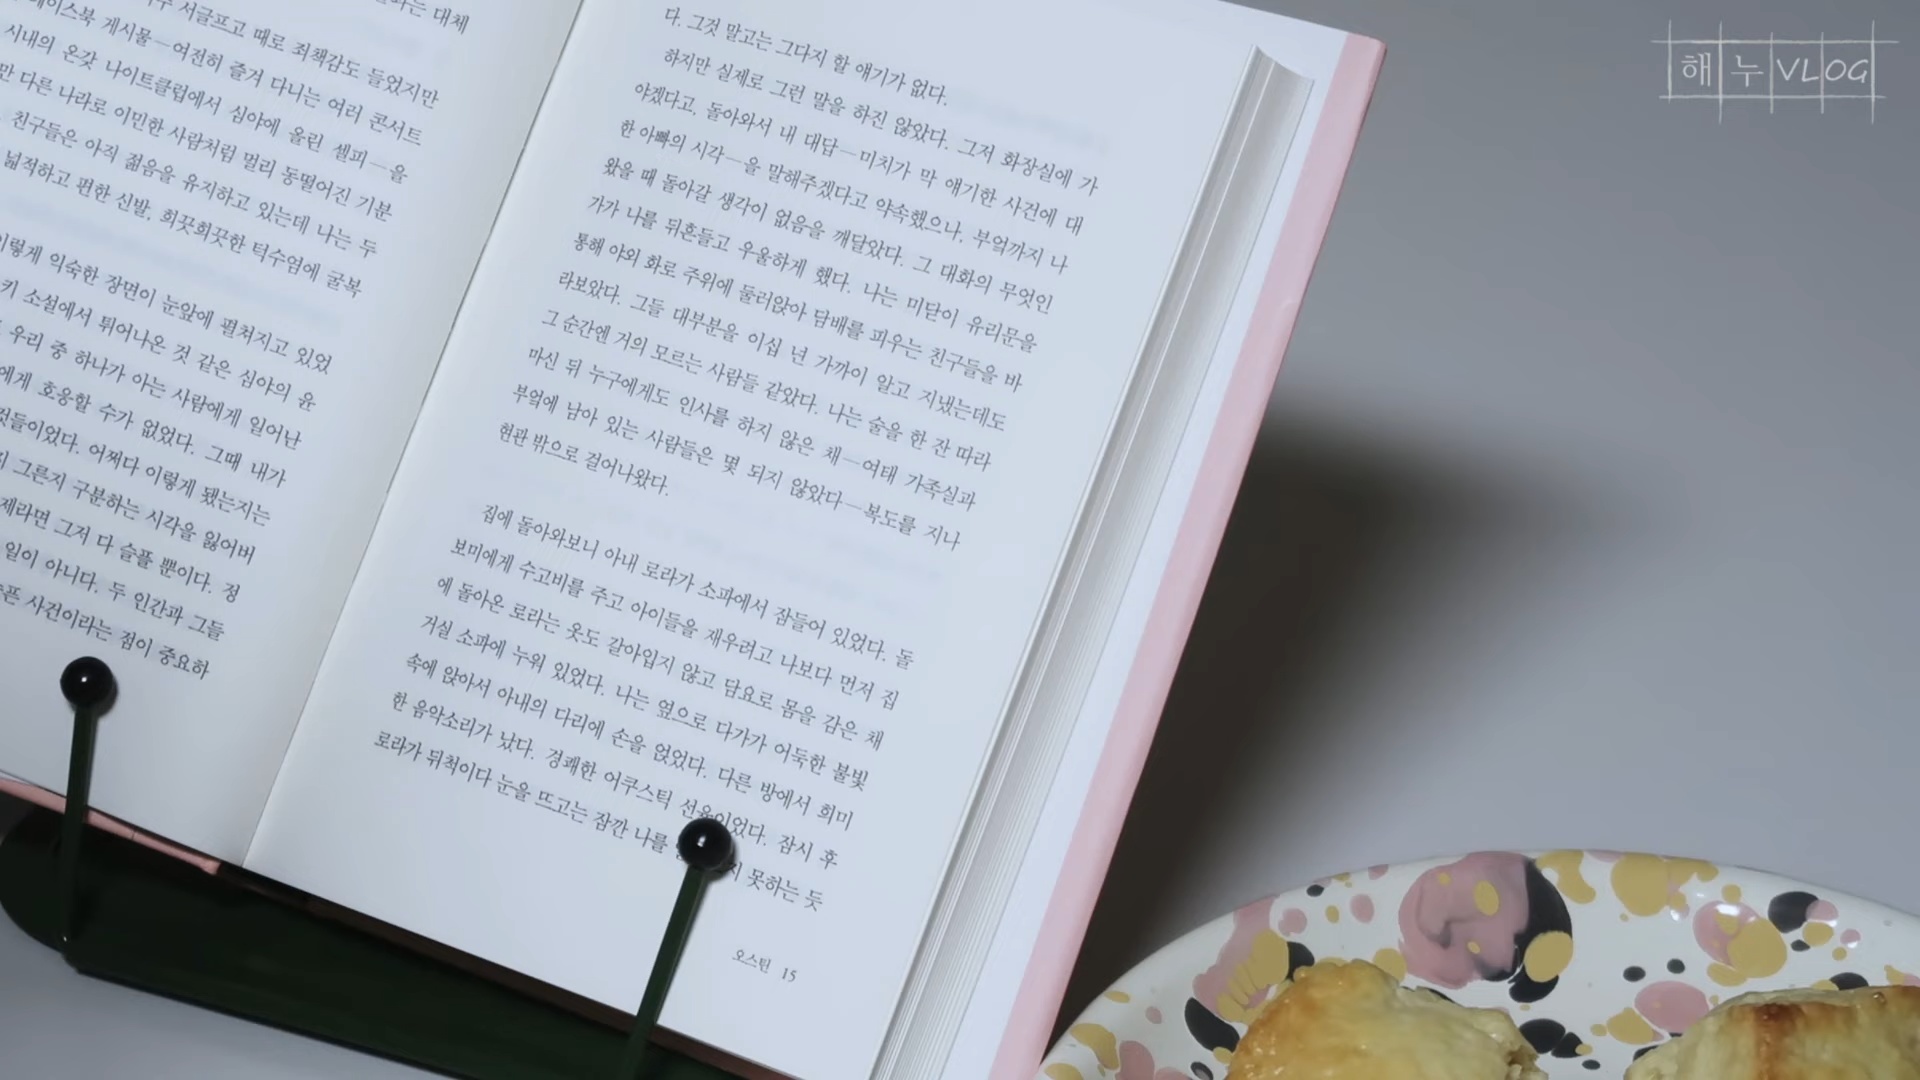 대체
서글프고 때로 죄책감도 들었지만
게시물—여전히 즐겨 다니는 여러 콘서트
시내의 온갖 나이트클럽에서 심야에 올린 셀피—을
다른 나라로 이민한 사람처럼 멀리 동떨어진 기분
친구들은 아직 젊음을 유지하고 있는데 나는 두
넓적하고 편한 신발, 희끗희끗한 턱수염에 굴복
이렇게 익숙한 장면이 눈앞에 펼쳐지고 있었
키 소설에서 튀어나온 것 같은 심야의 윤
우리 중 하나가 아는 사람에게 일어난
에게 호응할 수가 없었다. 그때 내가
것들이었다. 어쩌다 이렇게 됐는지는
그른지 구분하는 시각을 잃어버
제라면 그저 다 슬플 뿐이다. 정
일이 아니다. 두 인간과 그들
사건이라는 점이 중요하
다. 그것 말고는 그다지 할 얘기가 없다.
하지만 실제로 그런 말을 하진 않았다. 그저 화장실에 가
야겠다고, 돌아와서 내 대답—미치가 막 얘기한 사건에 대
한 아빠의 시각—을 말해주겠다고 약속했으나, 부엌까지 나
왔을 때 돌아갈 생각이 없음을 깨달았다. 그 대화의 무엇인
가가 나를 뒤흔들고 우울하게 했다. 나는 미닫이 유리문을
통해 야외 화로 주위에 둘러앉아 담배를 피우는 친구들을 바
라보았다. 그들 대부분을 이십 년 가까이 알고 지냈는데도
그 순간엔 거의 모르는 사람들 같았다. 나는 술을 한 잔 따라
마신 뒤 누구에게도 인사를 하지 않은 채—여태 가족실과
부엌에 남아 있는 사람들은 몇 되지 않았다—복도를 지나
현관 밖으로 걸어나왔다.
집에 돌아와보니 아내 로라가 소파에서 잠들어 있었다. 돌
보미에게 수고비를 주고 아이들을 재우려고 나보다 먼저 집
에 돌아온 로라는 옷도 갈아입지 않고 담요로 몸을 감은 채
거실 소파에 누워 있었다. 나는 옆으로 다가가 어둑한 불빛
속에 앉아서 아내의 다리에 손을 얹었다. 다른 방에서 희미
한 음악소리가 났다. 경쾌한 어쿠스틱 선율이었다. 잠시 후
로라가 뒤척이다 눈을 뜨고는 잠깐 나를 못하는 듯
오스틴 15
해누VLOG